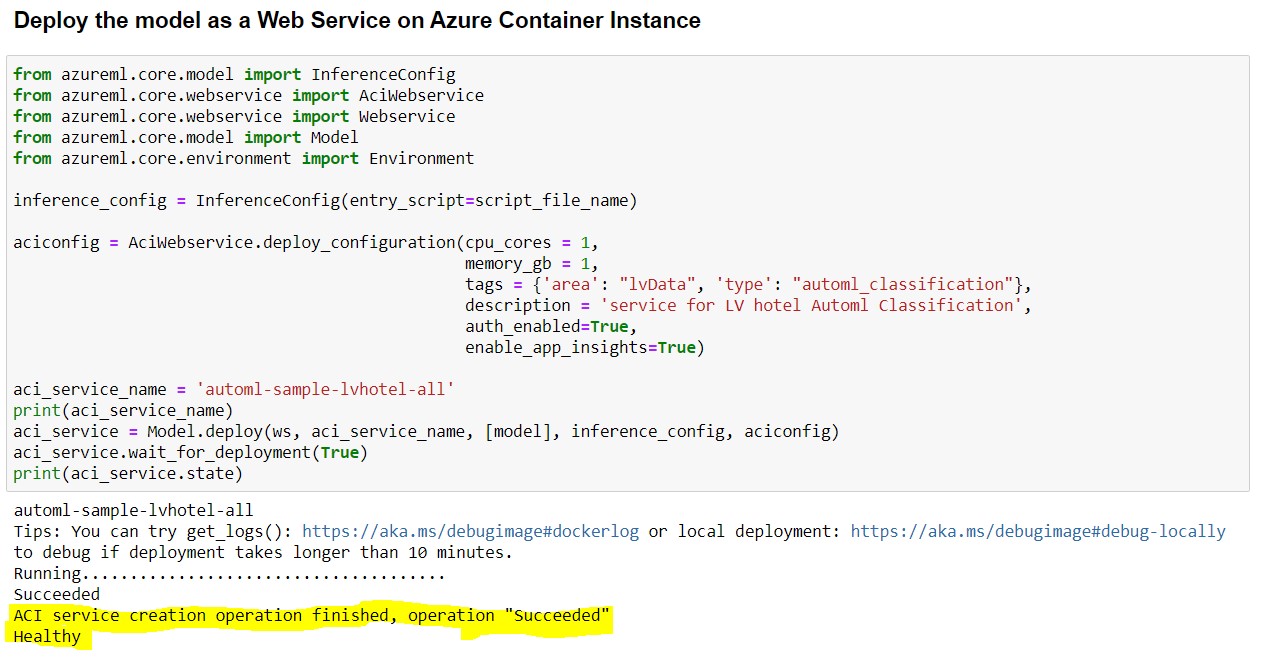 Deploy the model as a Web Service on Azure Container Instance
from azureml.core.model import InferenceConfig
from azureml.core.webservice import AciWebservice
from azureml.core.webservice import Webservice
from azureml.core.model import Model
from azureml.core.environment import Environment
inference_config = InferenceConfig(entry_script=script_file_name)
aciconfig = AciWebservice.deploy_configuration(cpu_cores = 1,
memory_gb = 1,
tags = {'area': "lvData", 'type': "automl_classification"},
description = 'service for LV hotel Automl Classification',
auth_enabled=True,
enable_app_insights=True)
aci_service_name = 'automl-sample-lvhotel-all'
print(aci_service_name)
aci_service = Model.deploy(ws, aci_service_name, [model], inference_config, aciconfig)
aci_service.wait_for_deployment(True)
print(aci_service.state)
automl-sample-lvhotel-all
Tips: You can try get_logs(): https://aka.ms/debugimage#dockerlog or local deployment: https://aka.ms/debugimage#debug-locally
to debug if deployment takes longer than 10 minutes.
Running......................................
Succeeded
ACI service creation operation finished, operation "Succeeded"
Healthy